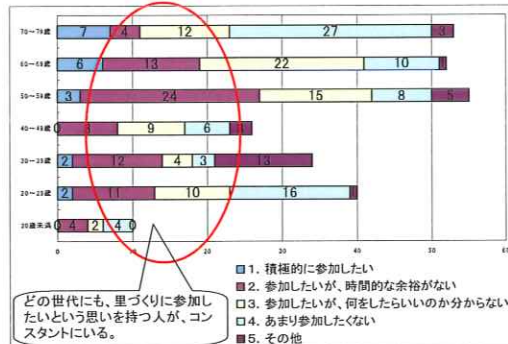 70～79歳 7 4 12 27 3
60～69歳 6 13 22 10
50～59歳 3 24 15 8 5
40～49歳 0 8 9 6 3
30～39歳 2 12 4 3 13
20～29歳 2 11 10 16
20歳未満 0 4 2 4 0
0 10 20 30 40 50 60
どの世代にも、里づくりに参加し
たいという思いを持つ人が、コン
スタントにいる。
1. 積極的に参加したい
2. 参加したいが、時間的な余裕がない
3. 参加したいが、何をしたらいいのか分からない
4. あまり参加したくない
5. その他